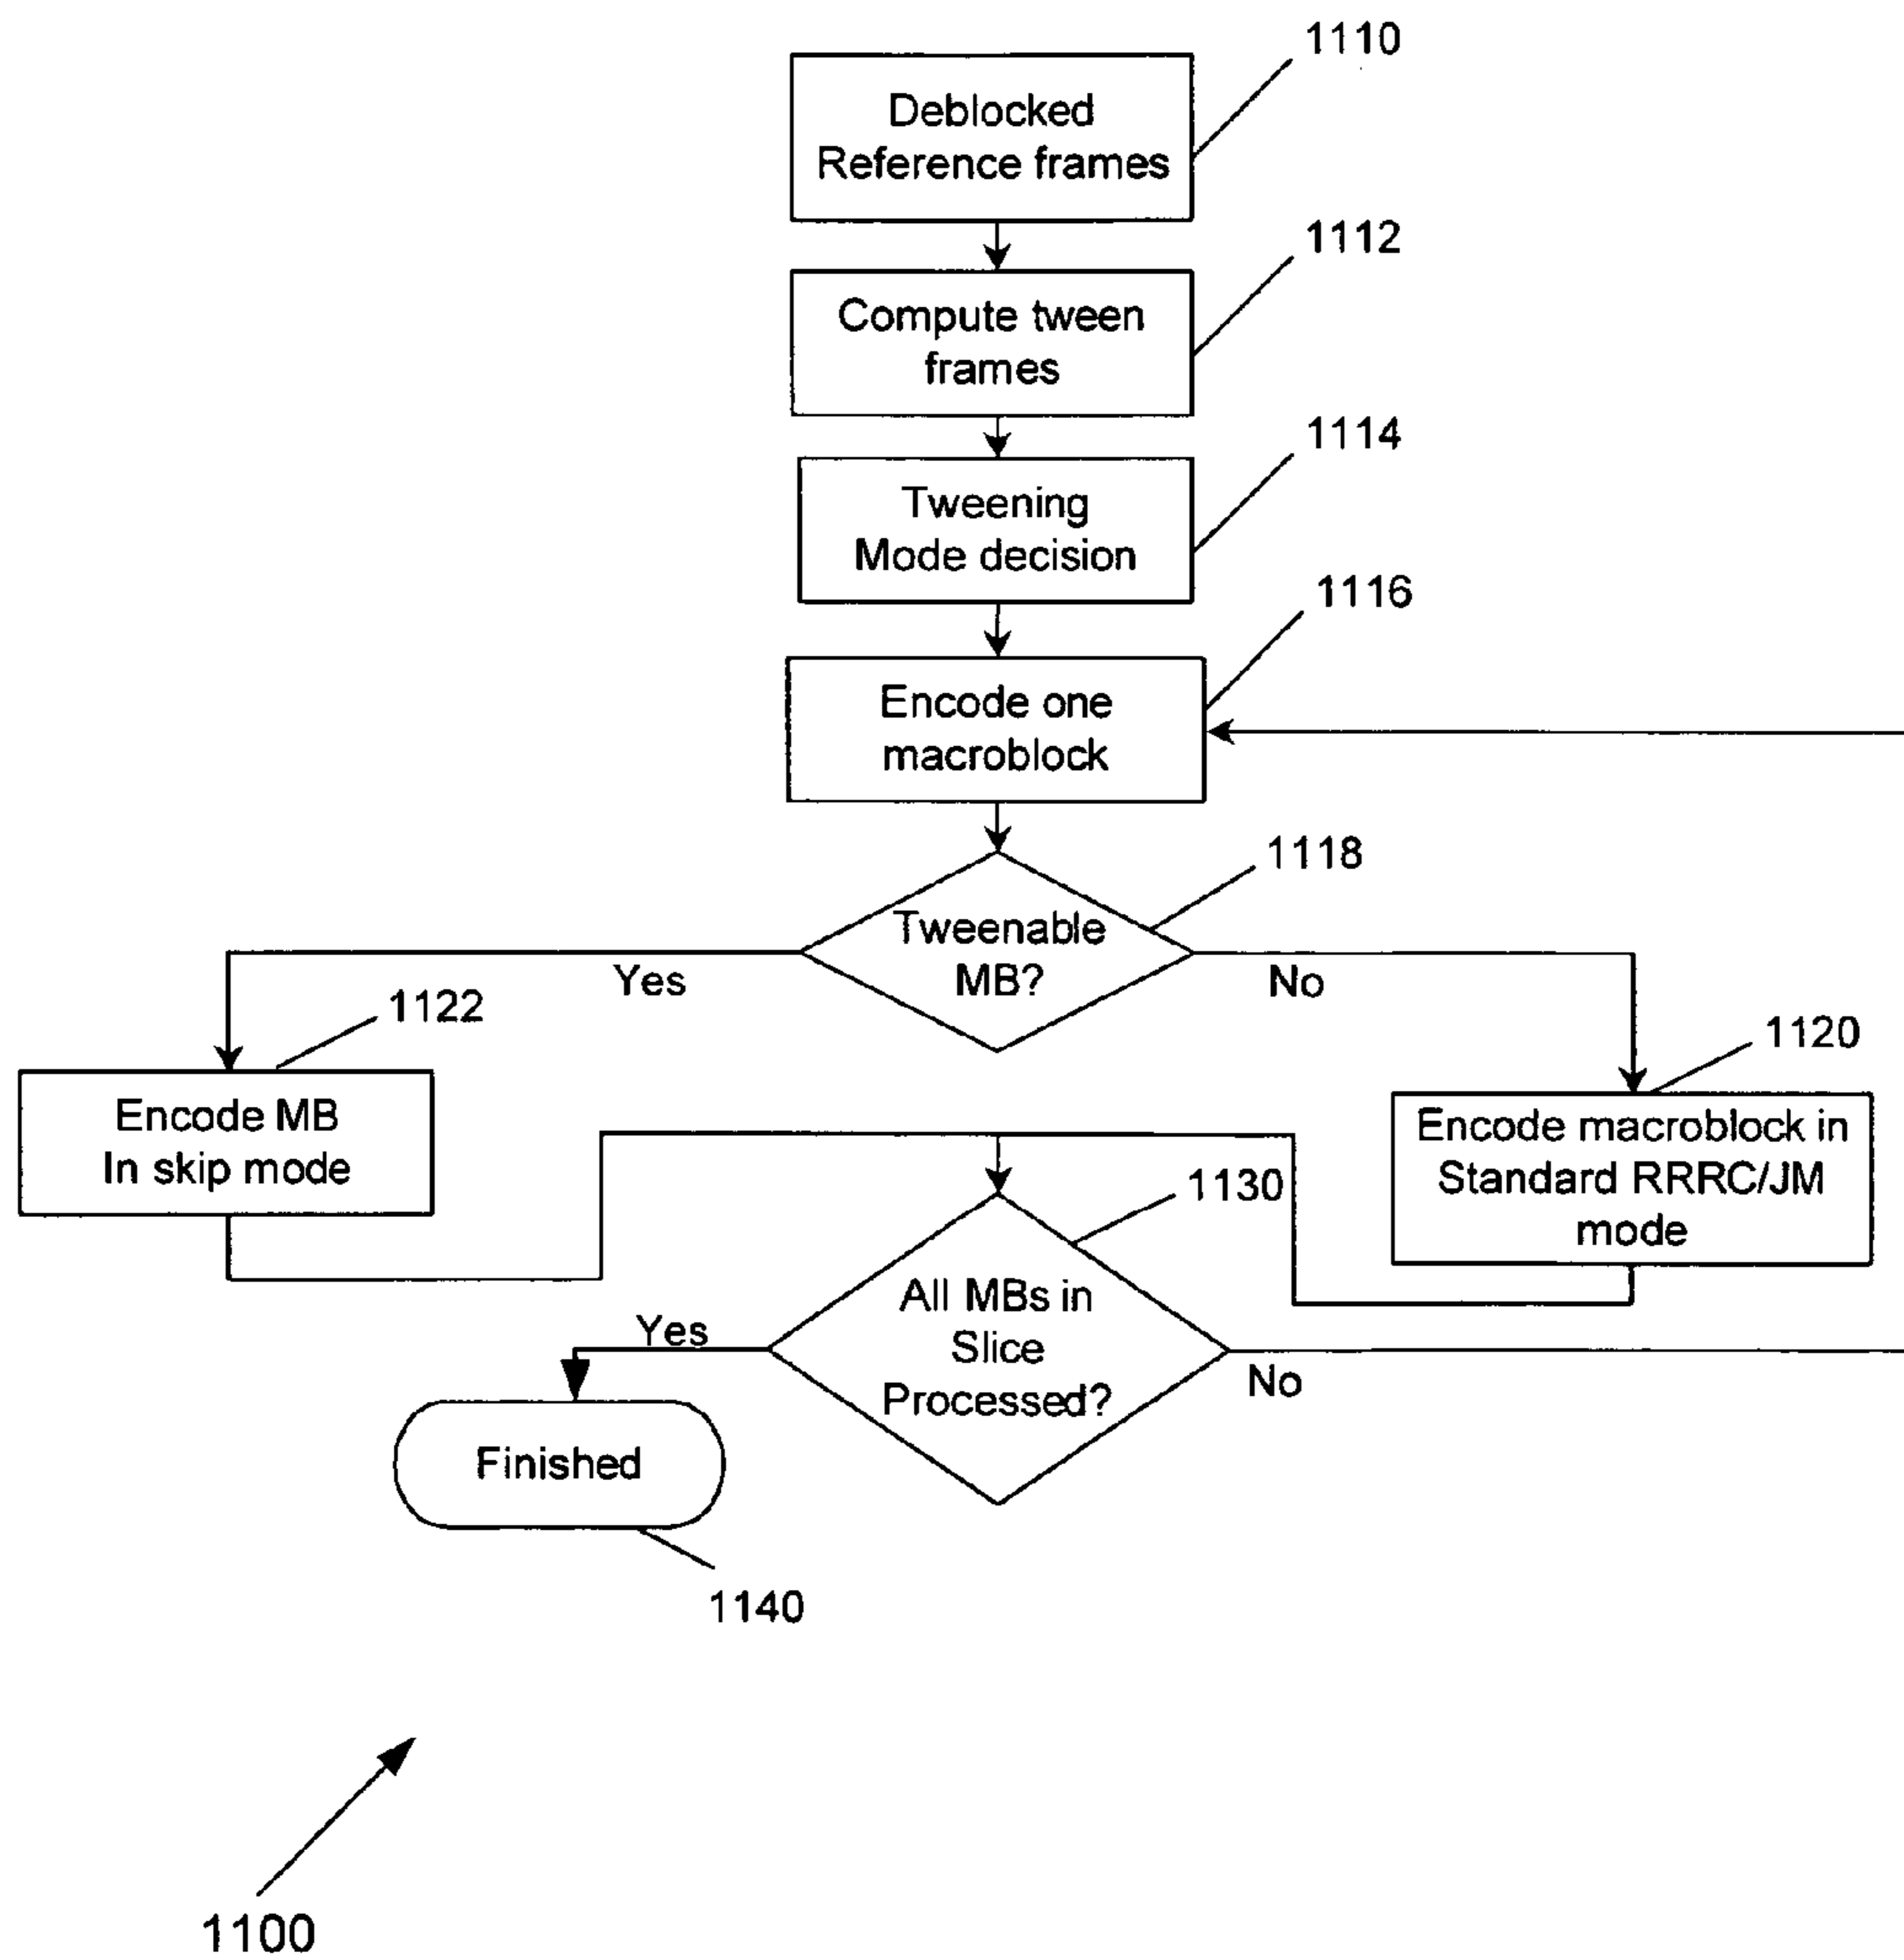 1110
Deblocked
Reference frames
1112
Compute tween
frames
1114
Tweening
Mode decision
1116
Encode one
macroblock
1118
Tweenable
MB?
Yes
No
1122
1120
Encode MB
In skip mode
Encode macroblock in
Standard RRRC/JM
mode
1130
All MBs in
Slice
Processed?
Yes
No
Finished
1140
1100